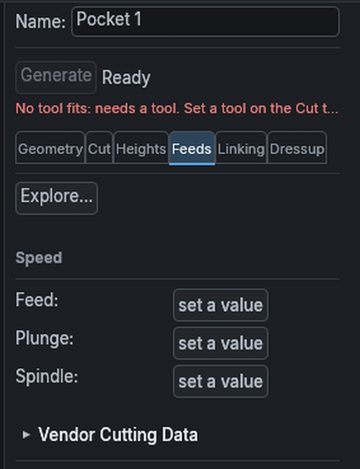 Name: Pocket 1
Generate Ready
No tool fits: needs a tool. Set a tool on the Cut t...
Geometry Cut Heights Feeds Linking Dressup
Explore...
Speed
Feed: set a value
Plunge: set a value
Spindle: set a value
Vendor Cutting Data